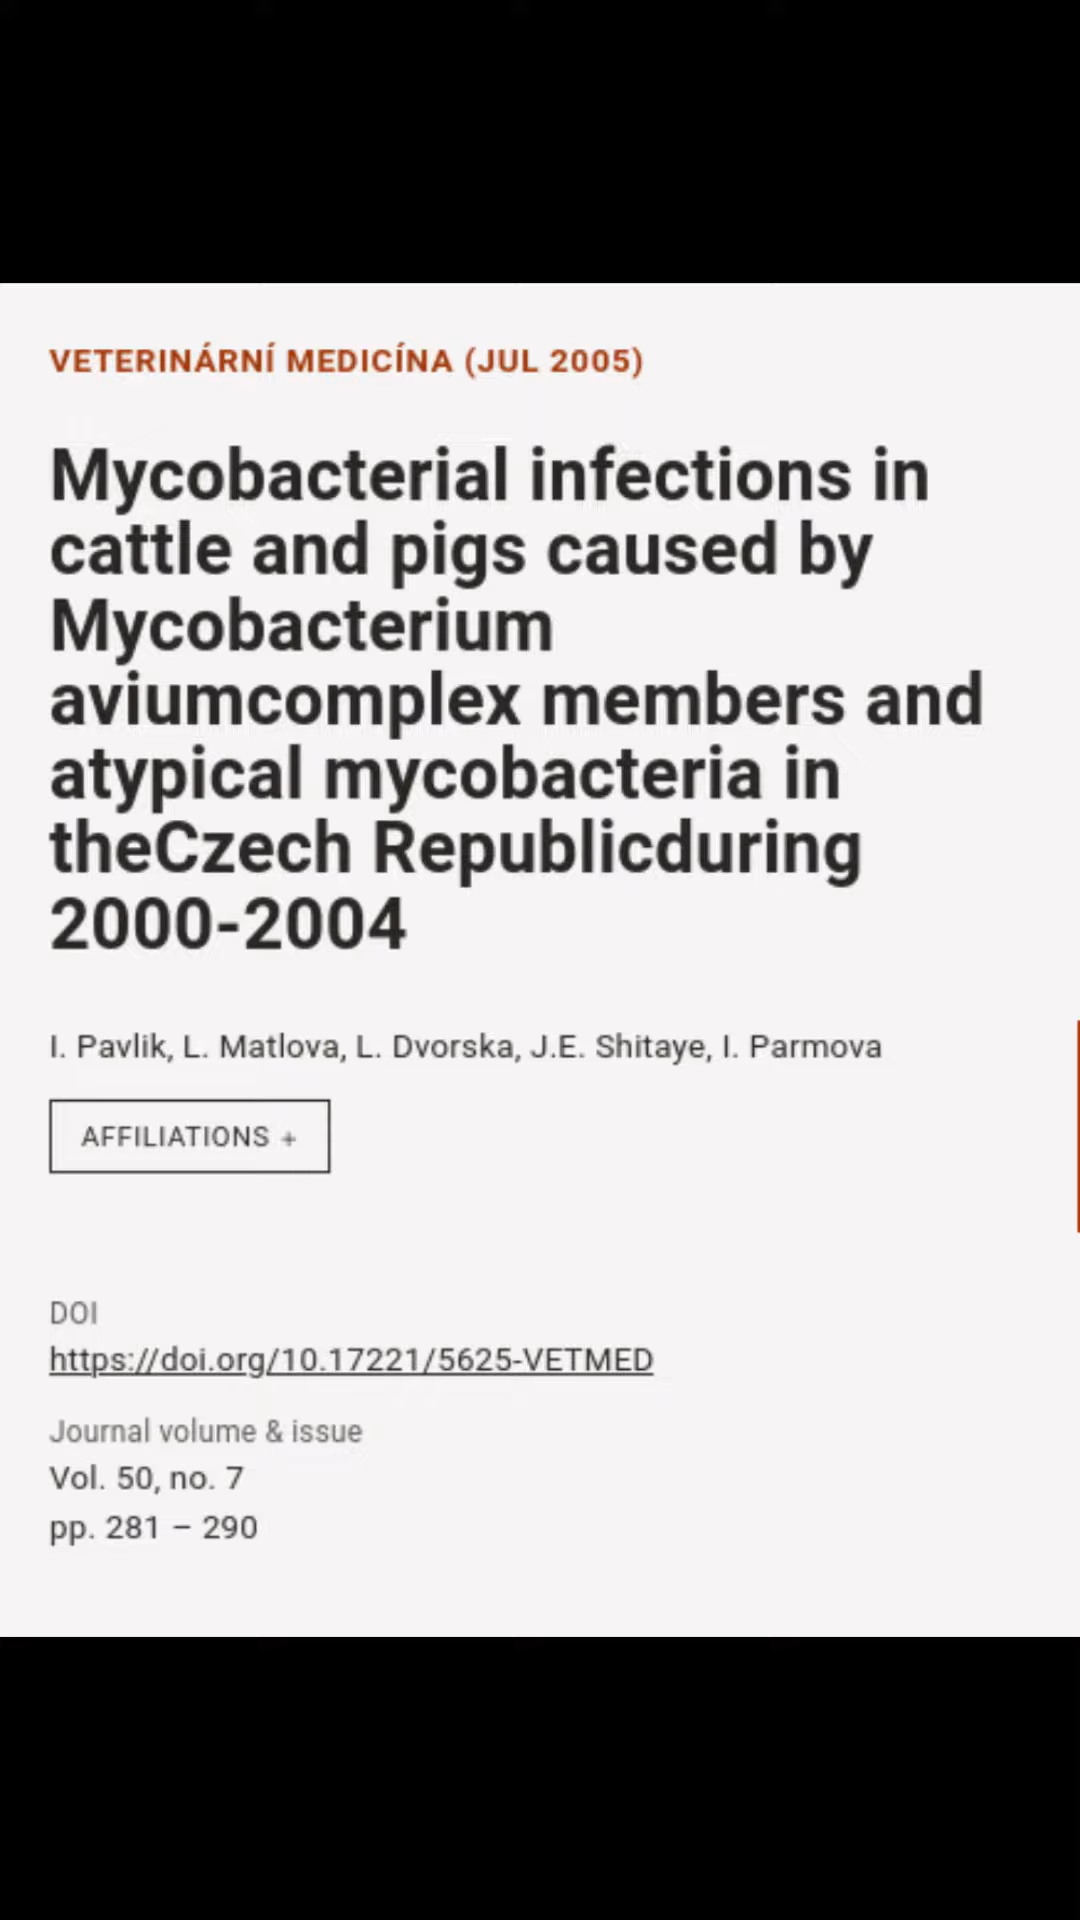 VETERINÁRNÍ MEDICÍNA (JUL 2005)
Mycobacterial infections in
cattle and pigs caused by
Mycobacterium
aviumcomplex members and
atypical mycobacteria in
theCzech Republicduring
2000-2004
I. Pavlik, L. Matlova, L. Dvorska, J.E. Shitaye, I. Parmova
AFFILIATIONS +
DOI
https://doi.org/10.17221/5625-VETMED
Journal volume & issue
Vol. 50, no. 7
pp. 281 – 290